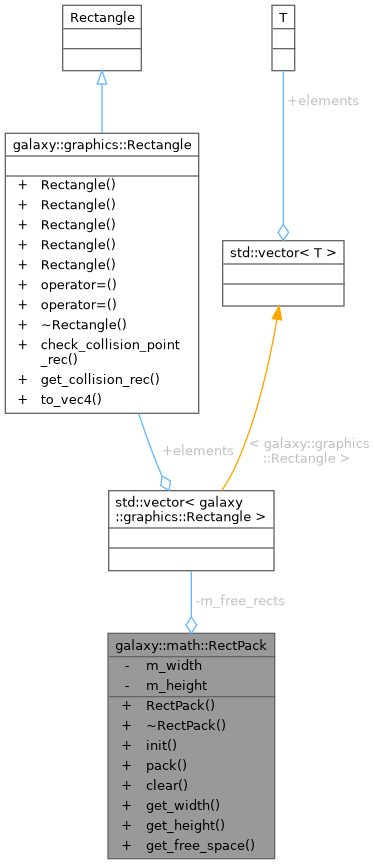 Rectangle
T
+elements
galaxy::graphics::Rectangle
+ Rectangle()
+ Rectangle()
+ Rectangle()
+ Rectangle()
+ Rectangle()
+ operator=()
+ operator=()
+ ~Rectangle()
+ check_collision_point
_rec()
+ get_collision_rec()
+ to_vec4()
std::vector< T >
+elements
< galaxy::graphics
::Rectangle >
std::vector< galaxy
::graphics::Rectangle >
-m_free_rects
galaxy::math::RectPack
- m_width
- m_height
+ RectPack()
+ ~RectPack()
+ init()
+ pack()
+ clear()
+ get_width()
+ get_height()
+ get_free_space()